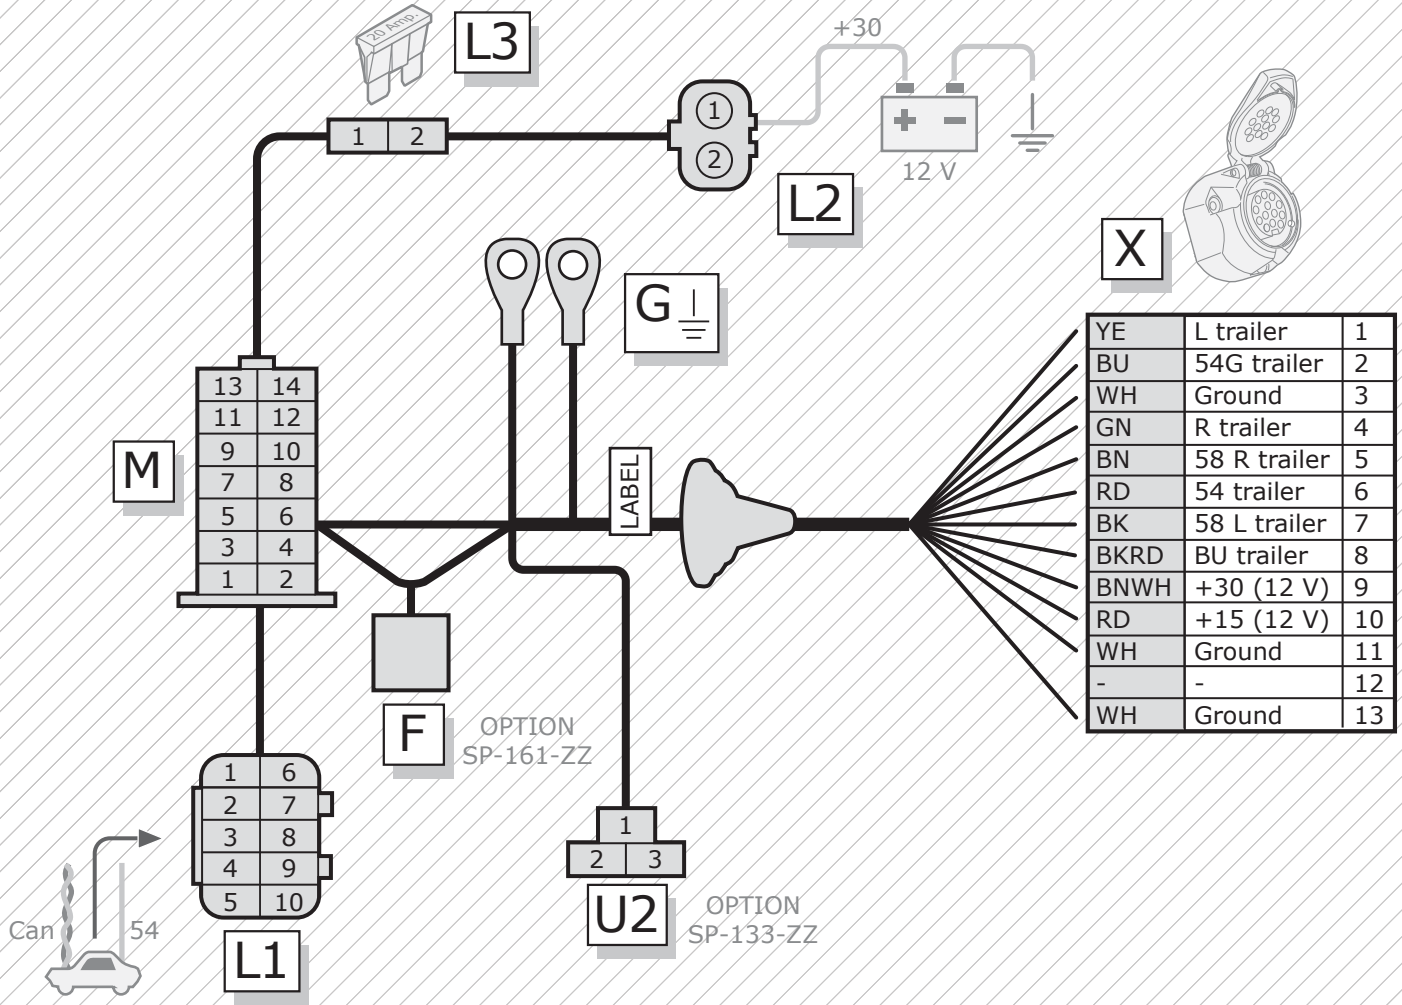 20 Amp.
L3
+30
1 2
1
2
+ -
12 V
L2
X
G
YE L trailer 1
BU 54G trailer 2
WH Ground 3
GN R trailer 4
BN 58 R trailer 5
RD 54 trailer 6
BK 58 L trailer 7
BKRD BU trailer 8
BNWH +30 (12 V) 9
RD +15 (12 V) 10
WH Ground 11
- - 12
WH Ground 13
13 14
11 12
9 10
7 8
5 6
3 4
1 2
M
LABEL
F
OPTION
SP-161-ZZ
1 6
2 7
3 8
4 9
5 10
Can
54
L1
1
2 3
U2
OPTION
SP-133-ZZ